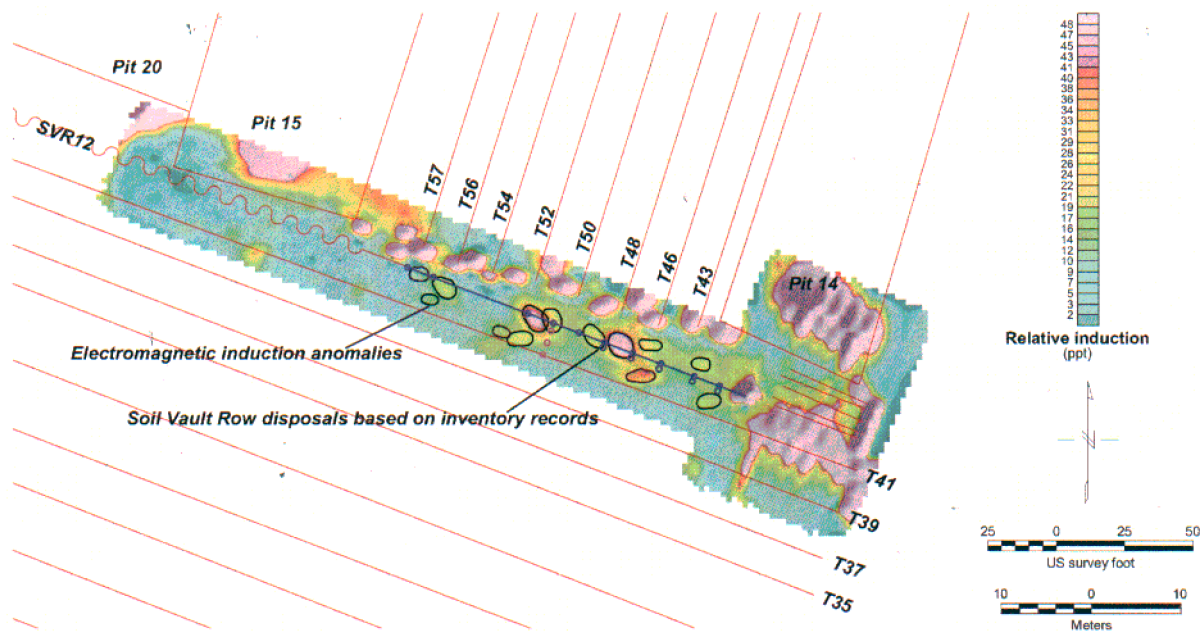 Pit 20
SVR12
Pit 15
T57
T56
T54
T52
T50
T48
T46
T43
Pit 14
Electromagnetic induction anomalies
Soil Vault Row disposals based on inventory records
T41
T39
T37
T35
48
47
45
43
41
40
38
36
34
33
31
29
28
26
24
22
21
19
17
16
14
12
10
9
7
5
3
2
Relative induction
(ppt)
25 0 25 50
US survey foot
10 0 10
Meters